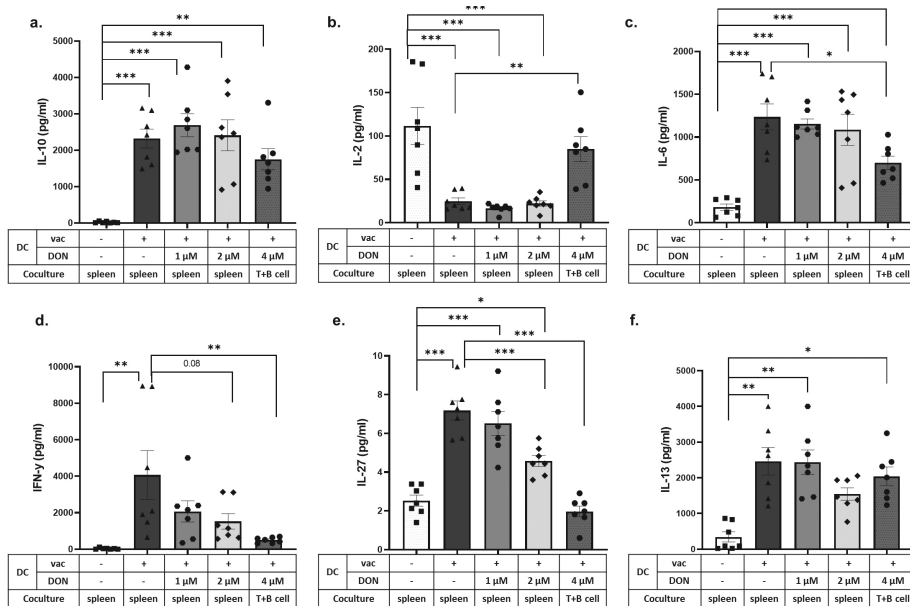 a.
**
***
***
***
IL-10 (pg/ml)
5000
4000
3000
2000
1000
0
DC vac - + + + +
DON - - 1 µM 2 µM 4 µM
Coculture spleen spleen spleen spleen T+B cell
b.
***
***
***
***
**
IL-2 (pg/ml)
200
150
100
50
0
DC vac - + + + +
DON - - 1 µM 2 µM 4 µM
Coculture spleen spleen spleen spleen T+B cell
c.
***
***
***
***
*
IL-6 (pg/ml)
2000
1500
1000
500
0
DC vac - + + + +
DON - - 1 µM 2 µM 4 µM
Coculture spleen spleen spleen spleen T+B cell
d.
**
**
0.08
IFN-y (pg/ml)
10000
8000
6000
4000
2000
0
DC vac - + + + +
DON - - 1 µM 2 µM 4 µM
Coculture spleen spleen spleen spleen T+B cell
e.
*
***
***
***
***
IL-27 (pg/ml)
10
8
6
4
2
0
DC vac - + + + +
DON - - 1 µM 2 µM 4 µM
Coculture spleen spleen spleen spleen T+B cell
f.
*
**
**
IL-13 (pg/ml)
5000
4000
3000
2000
1000
0
DC vac - + + + +
DON - - 1 µM 2 µM 4 µM
Coculture spleen spleen spleen spleen T+B cell